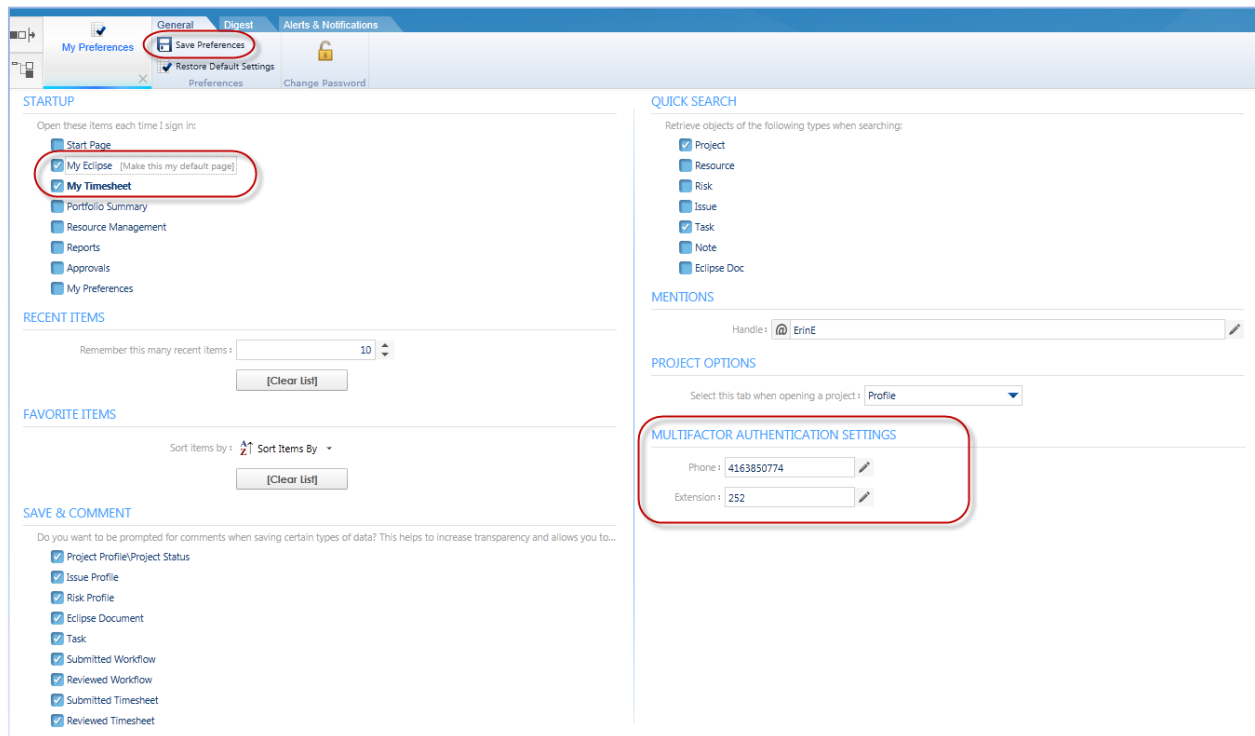 General Digest Alerts & Notifications
My Preferences
Save Preferences
Restore Default Settings
Preferences
Change Password
STARTUP
Open these items each time I sign in:
Start Page
My Eclipse [Make this my default page]
My Timesheet
Portfolio Summary
Resource Management
Reports
Approvals
My Preferences
RECENT ITEMS
Remember this many recent items : 10
[Clear List]
FAVORITE ITEMS
Sort items by : Sort Items By
[Clear List]
SAVE & COMMENT
Do you want to be prompted for comments when saving certain types of data? This helps to increase transparency and allows you to...
Project Profile\Project Status
Issue Profile
Risk Profile
Eclipse Document
Task
Submitted Workflow
Reviewed Workflow
Submitted Timesheet
Reviewed Timesheet
QUICK SEARCH
Retrieve objects of the following types when searching:
Project
Resource
Risk
Issue
Task
Note
Eclipse Doc
MENTIONS
Handle : @ ErinE
PROJECT OPTIONS
Select this tab when opening a project : Profile
MULTIFACTOR AUTHENTICATION SETTINGS
Phone : 4163850774
Extension : 252